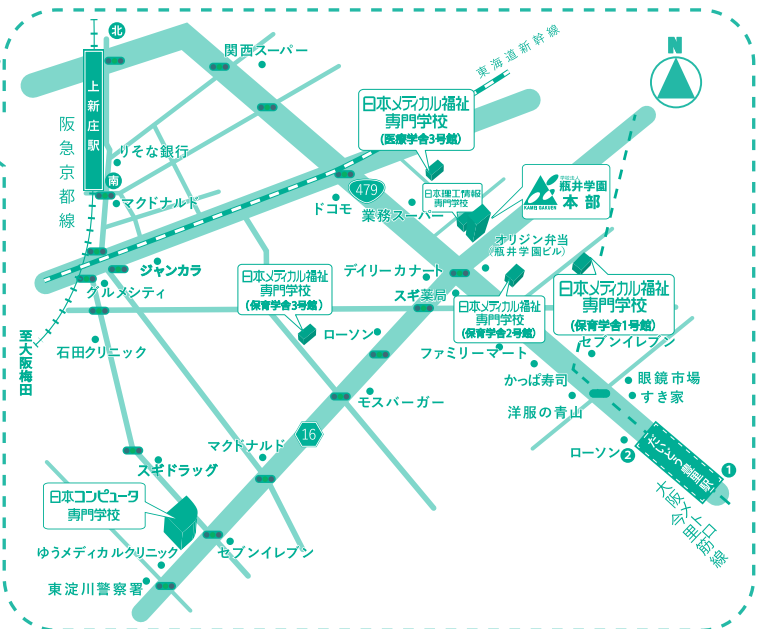 北
関西スーパー
N
東海道新幹線
上新庄駅
阪急京都線
りそな銀行
南
マクドナルド
日本メディカル福祉
専門学校
(医療学舎3号館)
479
ドコモ
業務スーパー
日本理工情報
専門学校
学校法人
瓶井学園
本部
KAMEI GAKUEN
オリジン弁当
(瓶井学園ビル)
ジャンカラ
グルメシティ
日本メディカル福祉
専門学校
(保育学舎3号館)
デイリーカナート
スギ薬局
日本メディカル福祉
専門学校
(保育学舎2号館)
日本メディカル福祉
専門学校
(保育学舎1号館)
至大阪梅田
石田クリニック
ローソン
ファミリーマート
セブンイレブン
かっぱ寿司
眼鏡市場
すき家
洋服の青山
モスバーガー
16
マクドナルド
スギドラッグ
ローソン
2
だいどう豊里駅
1
大阪メトロ
今里筋線
日本コンピュータ
専門学校
ゆうメディカルクリニック
セブンイレブン
東淀川警察署